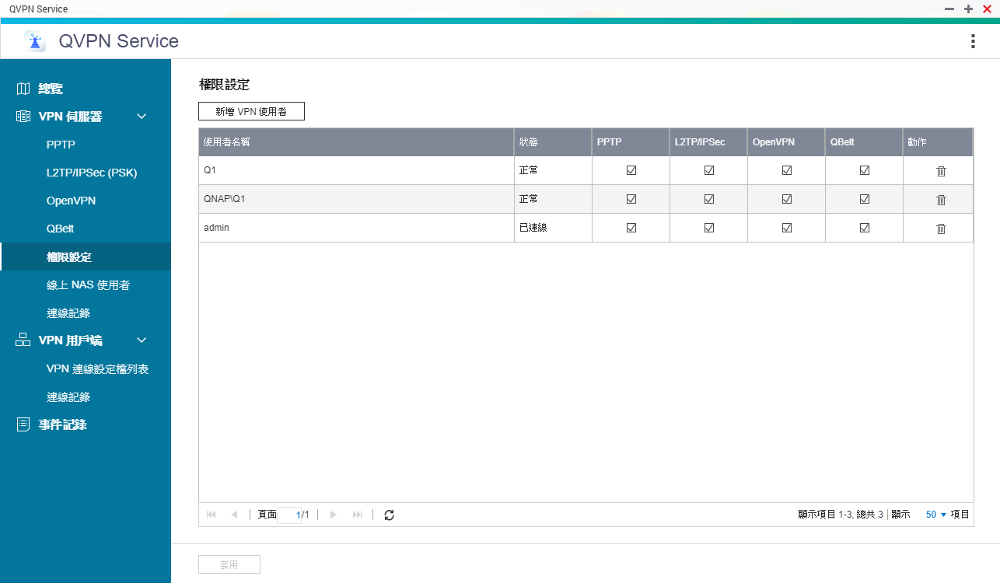 QVPN Service
QVPN Service
總覽
VPN 伺服器
PPTP
L2TP/IPSec (PSK)
OpenVPN
QBelt
權限設定
線上 NAS 使用者
連線記錄
VPN 用戶端
VPN 連線設定檔列表
連線記錄
事件記錄
權限設定
新增 VPN 使用者
使用者名稱 狀態 PPTP L2TP/IPSec OpenVPN QBelt 動作
Q1 正常
QNAP\Q1 正常
admin 已連線
頁面 1/1 顯示項目 1-3, 總共 3 顯示 50 項目
套用